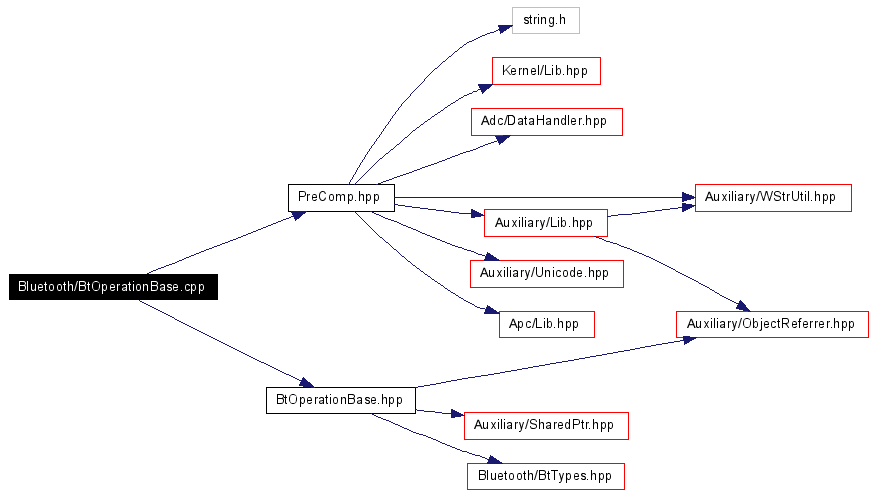 string.h
Kernel/Lib.hpp
Adc/DataHandler.hpp
PreComp.hpp
Auxiliary/WStrUtil.hpp
Auxiliary/Lib.hpp
Auxiliary/Unicode.hpp
Bluetooth/BtOperationBase.cpp
Apc/Lib.hpp
Auxiliary/ObjectReferrer.hpp
BtOperationBase.hpp
Auxiliary/SharedPtr.hpp
Bluetooth/BtTypes.hpp